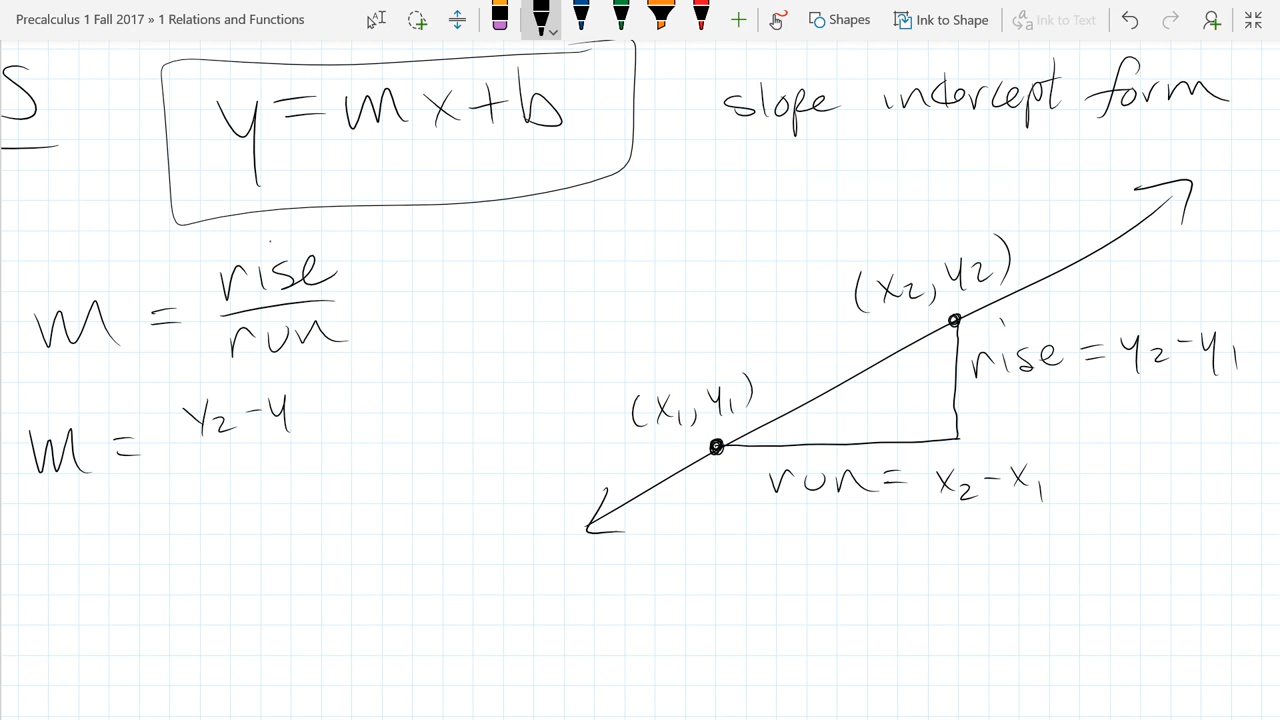 Precalculus 1 Fall 2017 » 1 Relations and Functions
Shapes
Ink to Shape
Ink to Text
S
y = mx + b
slope intercept form
m = rise / run
(x₂, y₂)
rise = y₂ - y₁
(x₁, y₁)
m = y₂ - y
run = x₂ - x₁